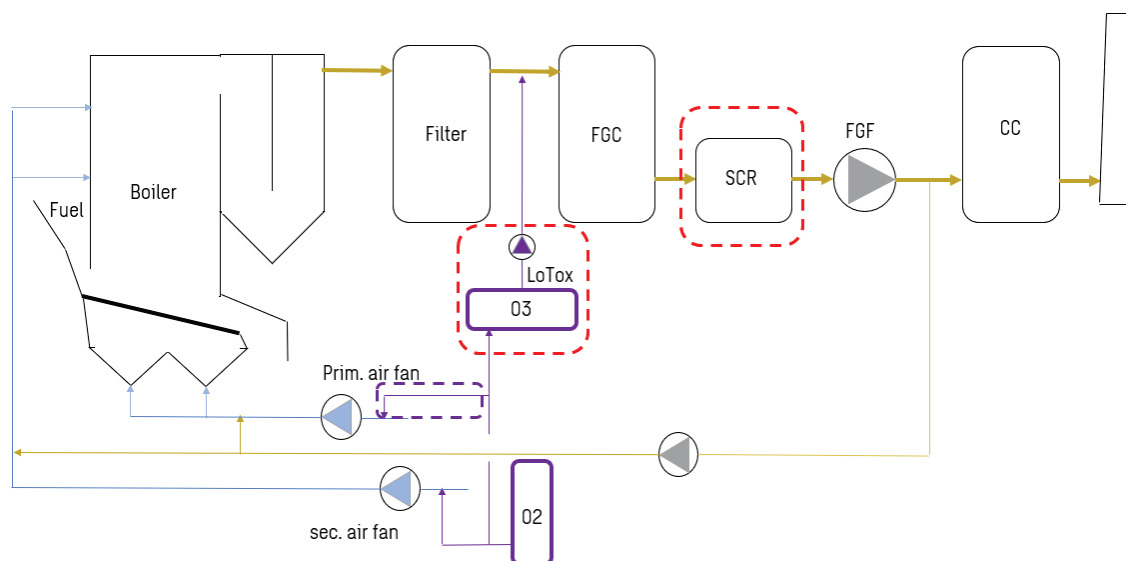 Filter
FGC
FGF
CC
SCR
Boiler
Fuel
LoTox
O3
Prim. air fan
O2
sec. air fan